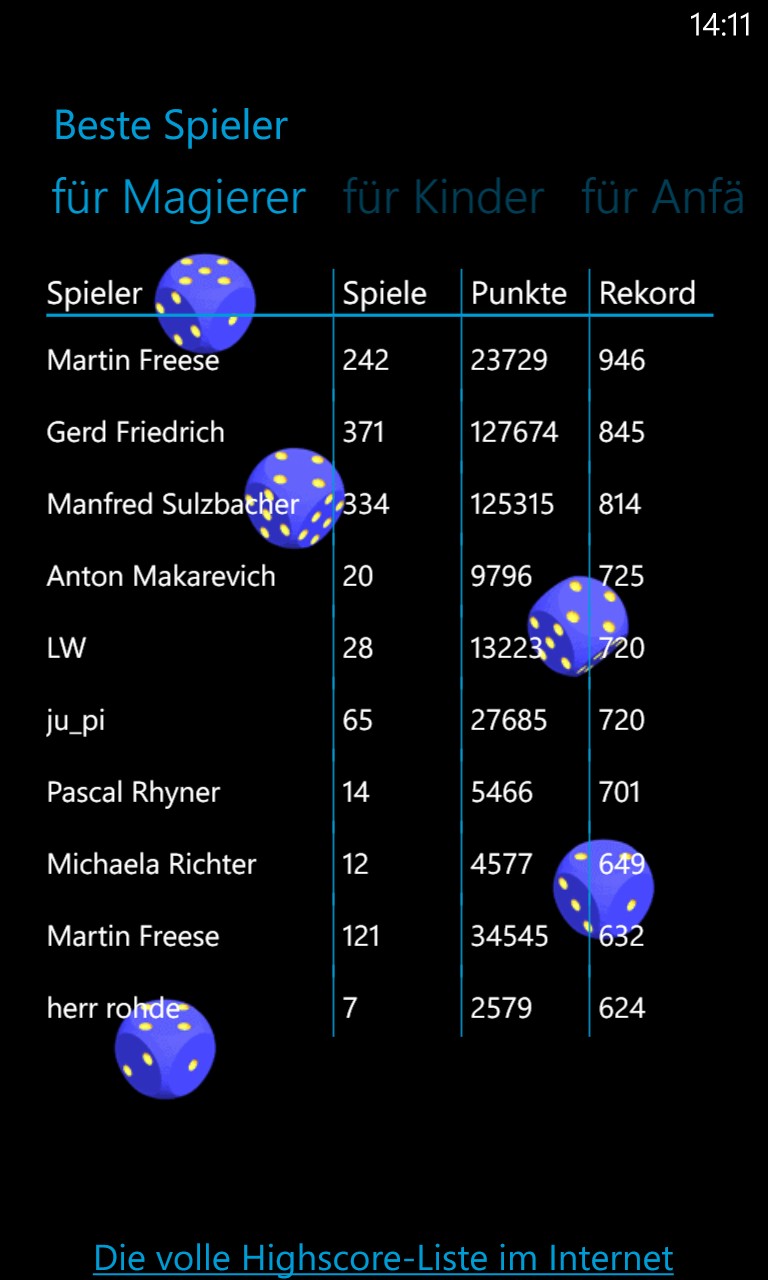 14:11
Beste Spieler
für Magierer für Kinder für Anfä
Spieler Spiele Punkte Rekord
Martin Freese 242 23729 946
Gerd Friedrich 371 127674 845
Manfred Sulzbacher 334 125315 814
Anton Makarevich 20 9796 725
LW 28 13223 720
ju_pi 65 27685 720
Pascal Rhyner 14 5466 701
Michaela Richter 12 4577 649
Martin Freese 121 34545 632
herr rohde 7 2579 624
Die volle Highscore-Liste im Internet